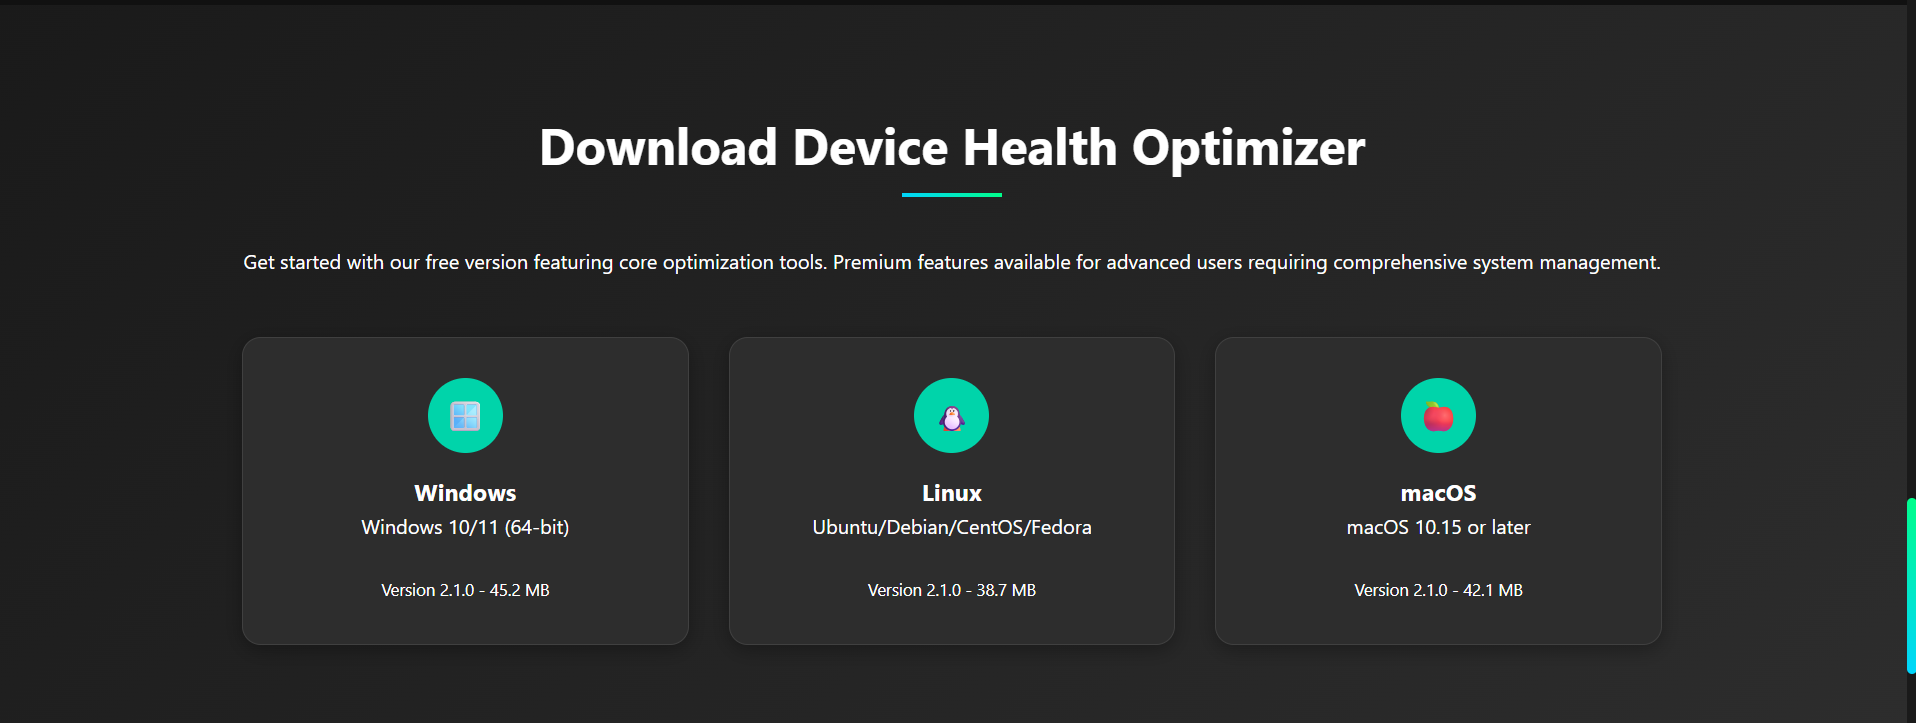 Download Device Health Optimizer
Get started with our free version featuring core optimization tools. Premium features available for advanced users requiring comprehensive system management.
Windows
Windows 10/11 (64-bit)
Version 2.1.0 - 45.2 MB
Linux
Ubuntu/Debian/CentOS/Fedora
Version 2.1.0 - 38.7 MB
macOS
macOS 10.15 or later
Version 2.1.0 - 42.1 MB